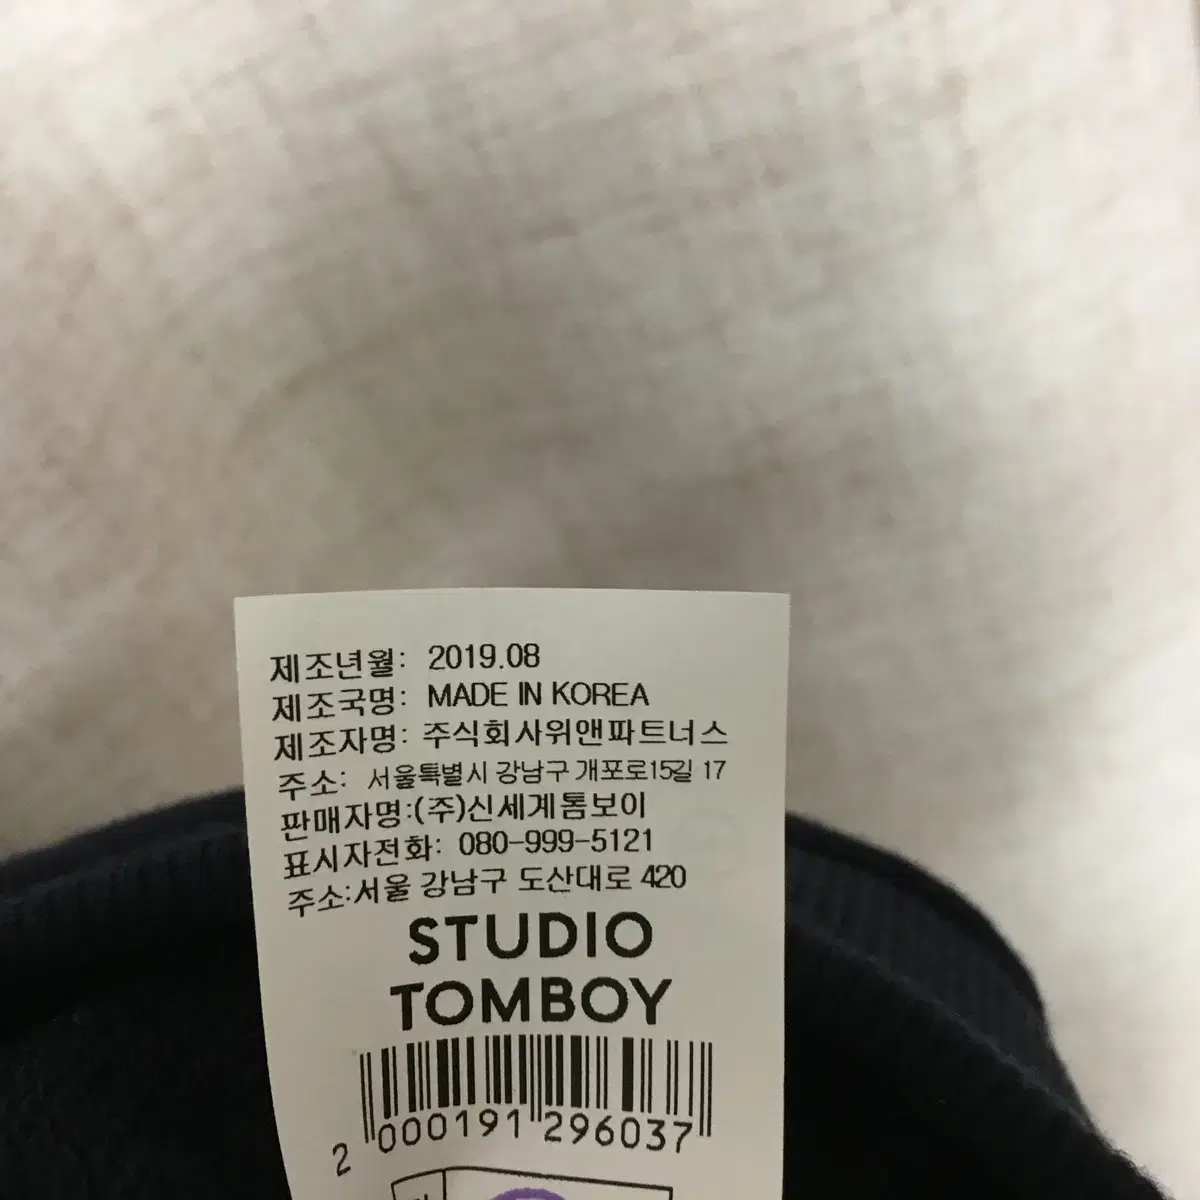 제조년월: 2019.08
제조국명: MADE IN KOREA
제조자명: 주식회사위앤파트너스
주소: 서울특별시 강남구 개포로15길 17
판매자명:(주)신세계톰보이
표시자전화: 080-999-5121
주소:서울 강남구 도산대로 420
STUDIO
TOMBOY
2 000191 296037